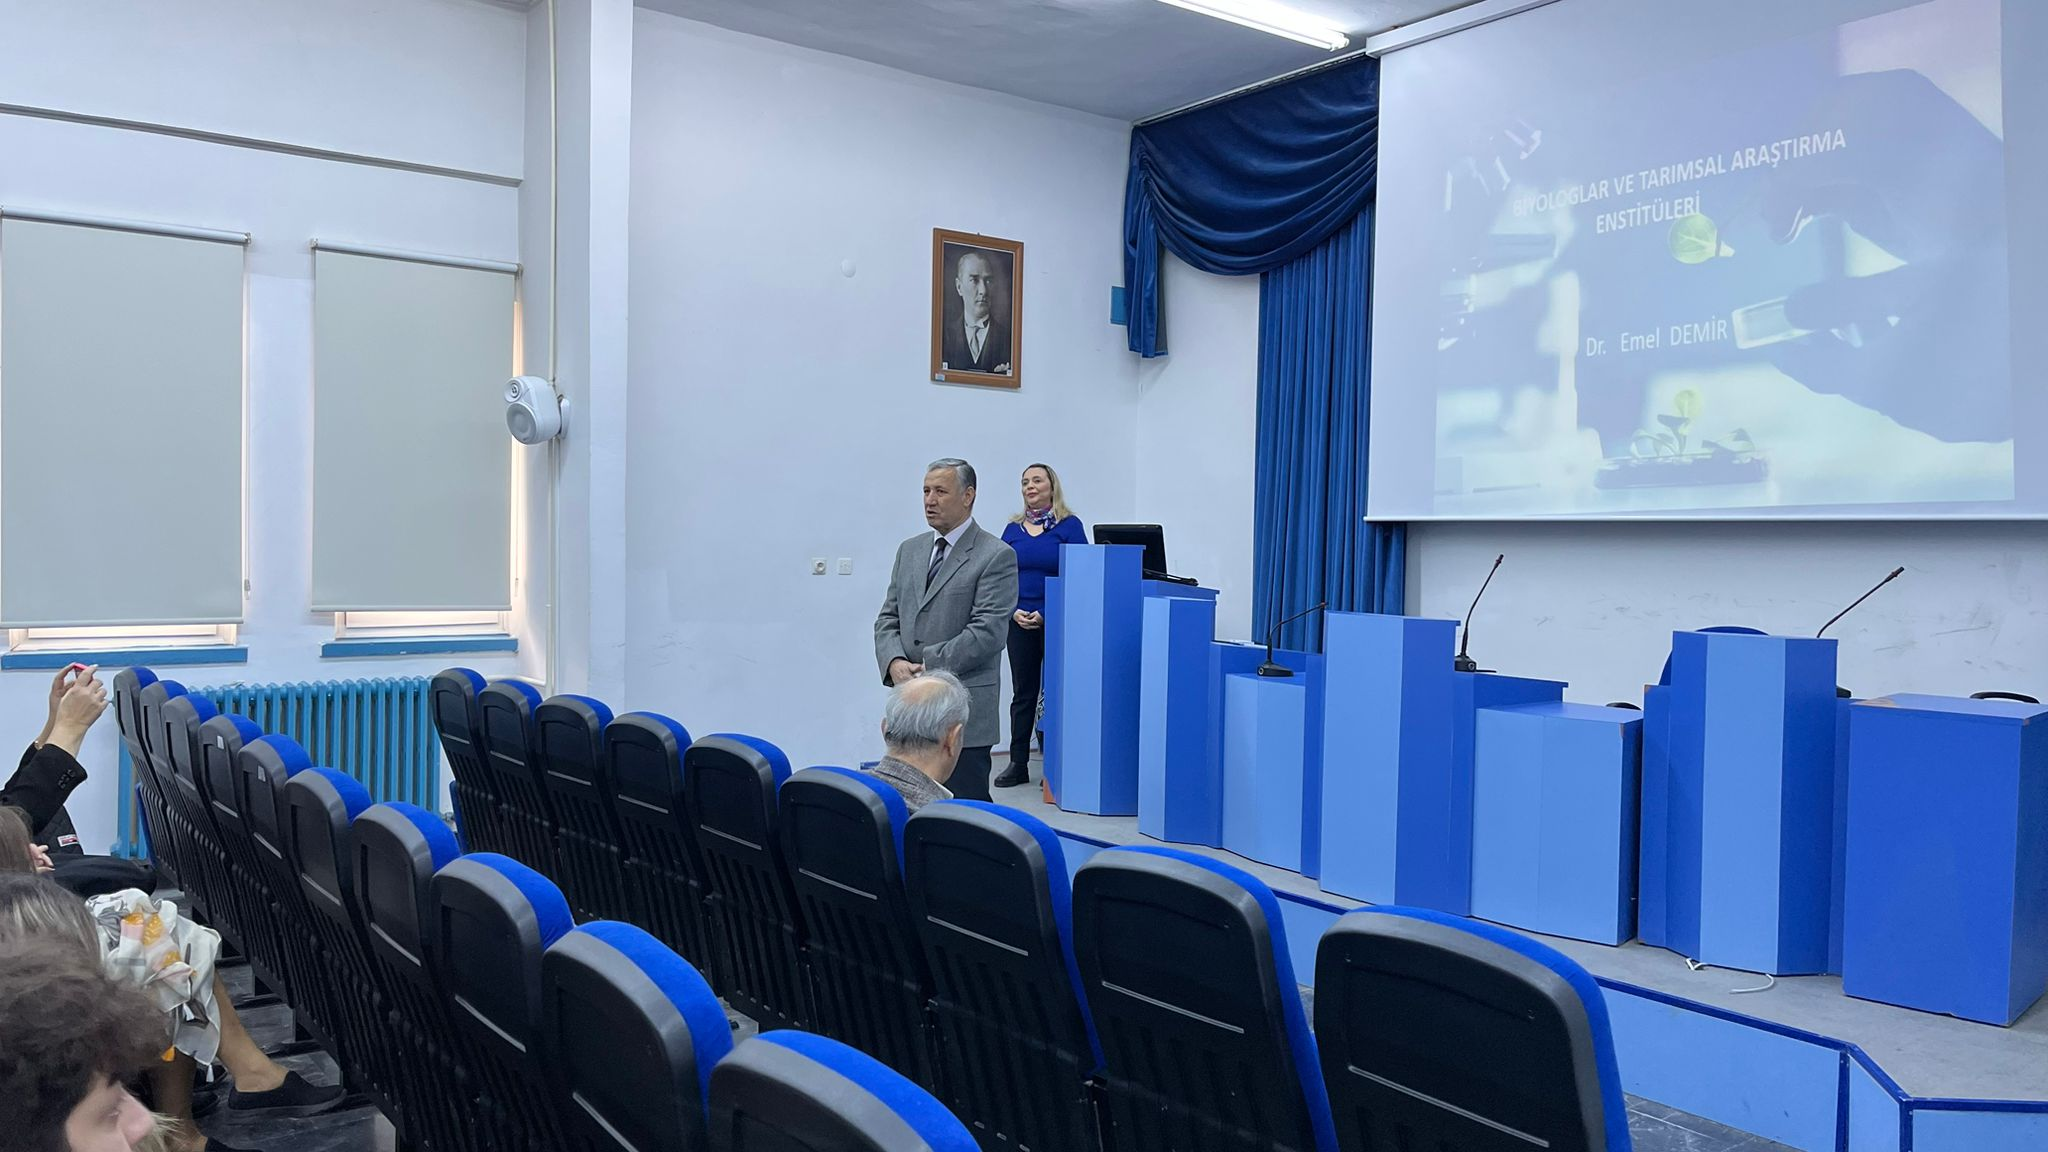 BİYOLOGLAR VE TARIMSAL ARAŞTIRMA
ENSTİTÜLERİ
Dr. Emel DEMİR